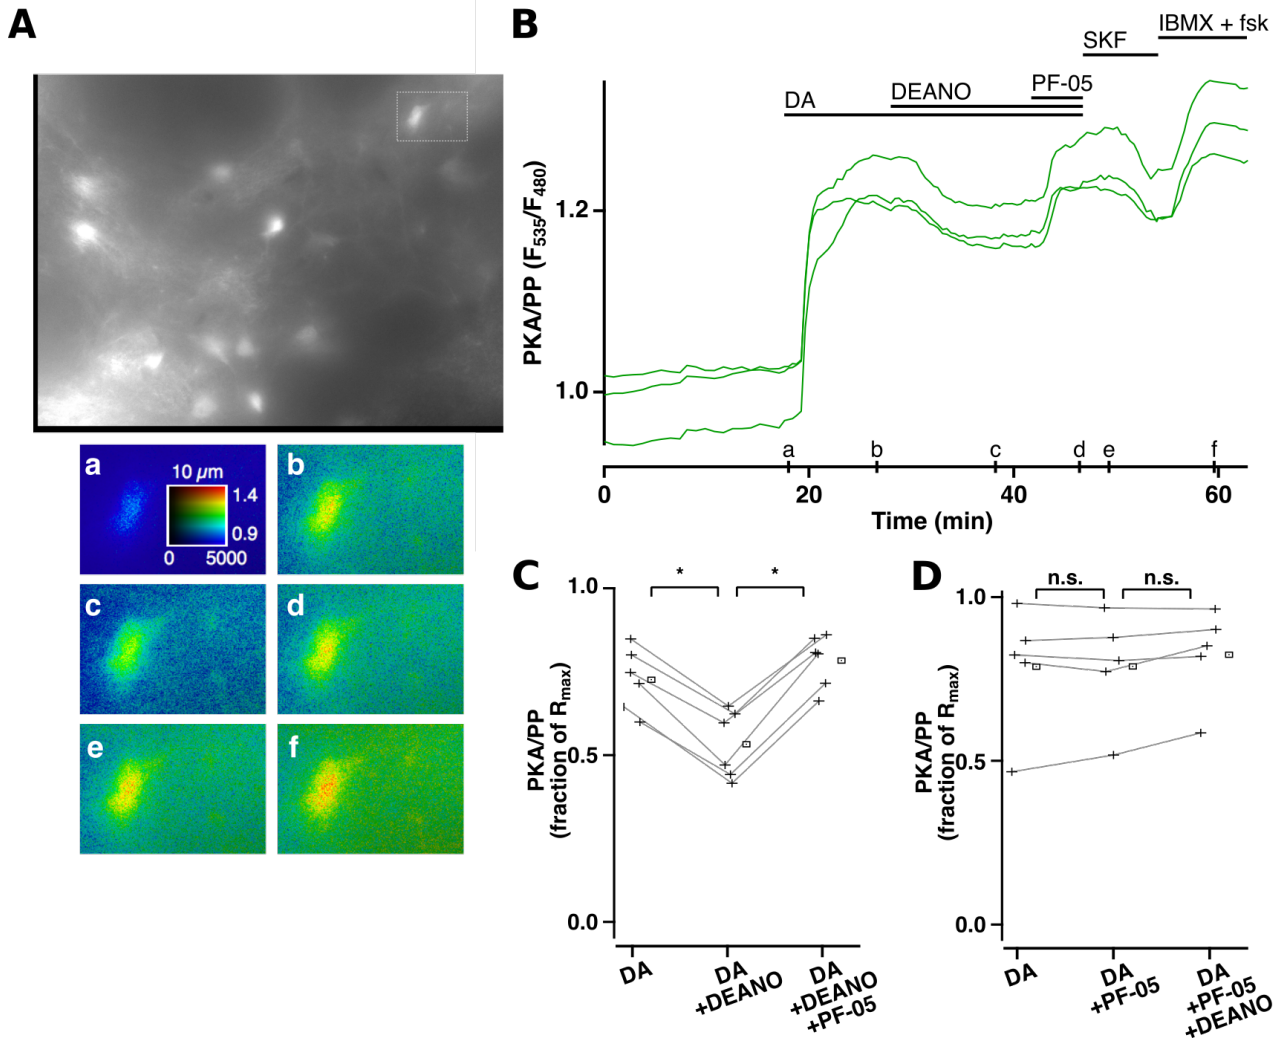 A
a
10 µm
1.4
0.9
0
5000
b
c
d
e
f
B
IBMX + fsk
SKF
PF-05
DEANO
DA
PKA/PP (F535/F480)
1.2
1.0
a
b
c
d
e
f
0
20
40
60
Time (min)
C
PKA/PP
(fraction of Rmax)
1.0
0.5
0.0
*
*
DA
DA
+DEANO
DA
+DEANO
+PF-05
D
PKA/PP
(fraction of Rmax)
1.0
0.5
0.0
n.s.
n.s.
DA
DA
+PF-05
DA
+PF-05
+DEANO